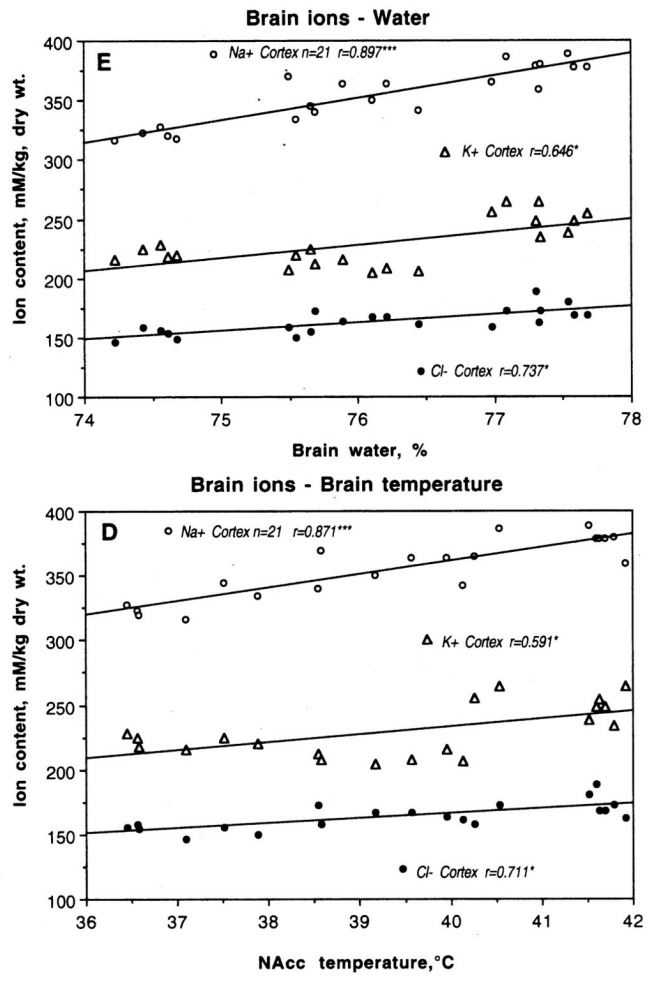 Brain ions - Water
E
Na+ Cortex n=21 r=0.897***
K+ Cortex r=0.646*
Cl- Cortex r=0.737*
Ion content, mM/kg, dry wt.
400
350
300
250
200
150
100
74 75 76 77 78
Brain water, %
Brain ions - Brain temperature
D
Na+ Cortex n=21 r=0.871***
K+ Cortex r=0.591*
Cl- Cortex r=0.711*
Ion content, mM/kg dry wt.
400
350
300
250
200
150
100
36 37 38 39 40 41 42
NAcc temperature,°C